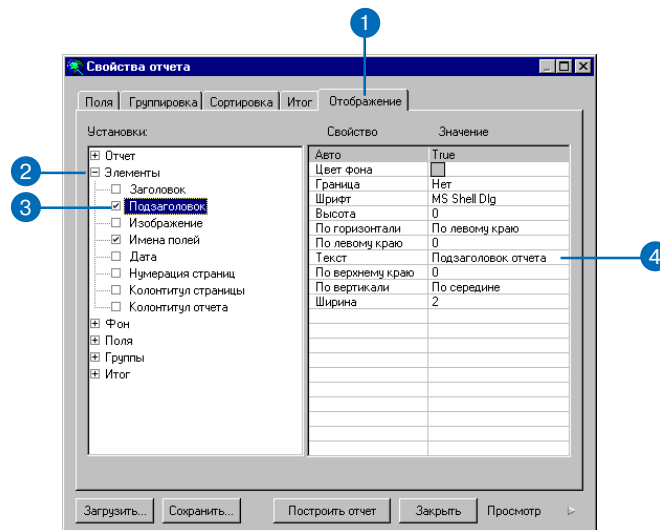 1
Свойства отчета
Поля Группировка Сортировка Итог Отображение
Установки: Свойство Значение
Отчет
2 Элементы
Заголовок
3 Подзаголовок
Изображение
Имена полей
Дата
Нумерация страниц
Колонтитул страницы
Колонтитул отчета
Фон
Поля
Группы
Итог
Авто True
Цвет фона
Граница Нет
Шрифт MS Shell Dlg
Высота 0
По горизонтали По левому краю
По левому краю 0
Текст Подзаголовок отчета 4
По верхнему краю 0
По вертикали По середине
Ширина 2
Загрузить... Сохранить... Построить отчет Закрыть Просмотр